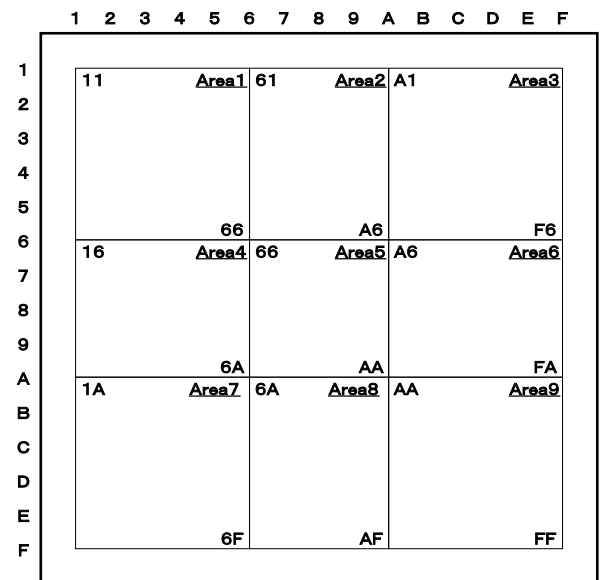 1 2 3 4 5 6 7 8 9 A B C D E F
1
11 Area1 61 Area2 A1 Area3
2
3
4
5
66 A6 F6
6
16 Area4 66 Area5 A6 Area6
7
8
9
6A AA FA
A
1A Area7 6A Area8 AA Area9
B
C
D
E
6F AF FF
F